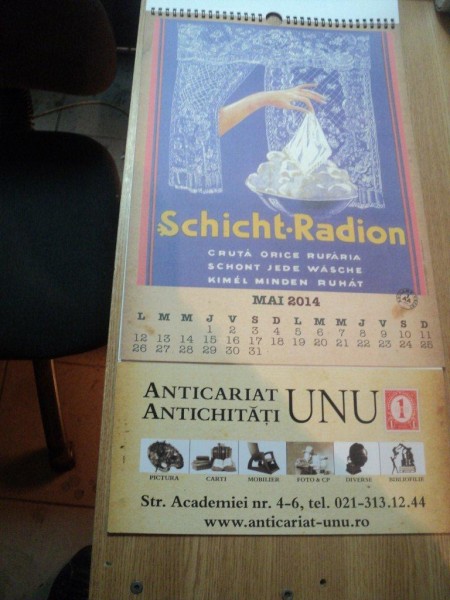 Schicht-Radion
CRUȚĂ ORICE RUFĂRIA
SCHONT JEDE WÄSCHE
KIMÉL MINDEN RUHÁT
MAI 2014
L M M J V S D L M M J V S D
1 2 3 4 5 6 7 8 9 10 11
12 13 14 15 16 17 18 19 20 21 22 23 24 25
26 27 28 29 30 31
ANTICARIAT
ANTICHITĂȚI UNU 1
PICTURA CARTI MOBILIER FOTO & CP DIVERSE BIBLIOFILIE
Str. Academiei nr. 4-6, tel. 021-313.12.44
www.anticariat-unu.ro